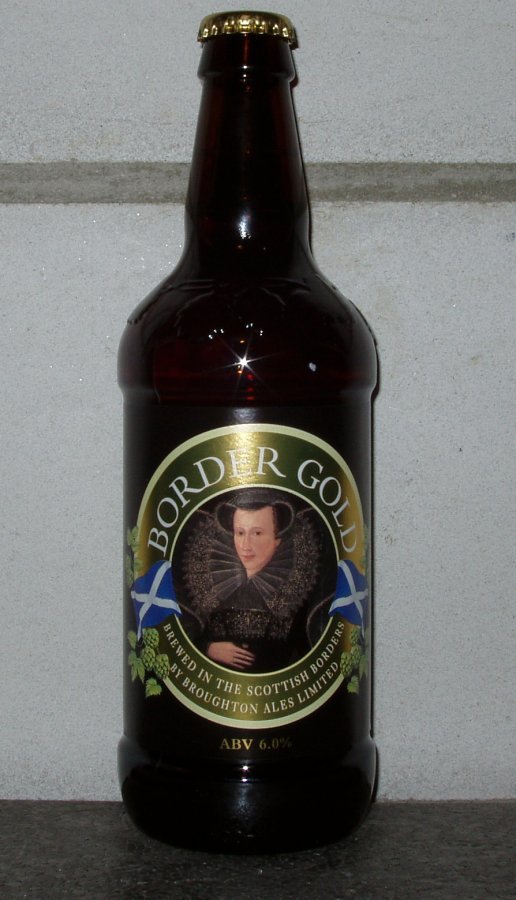 BORDER GOLD
BREWED IN THE SCOTTISH BORDERS
BY BROUGHTON ALES LIMITED
ABV 6.0%